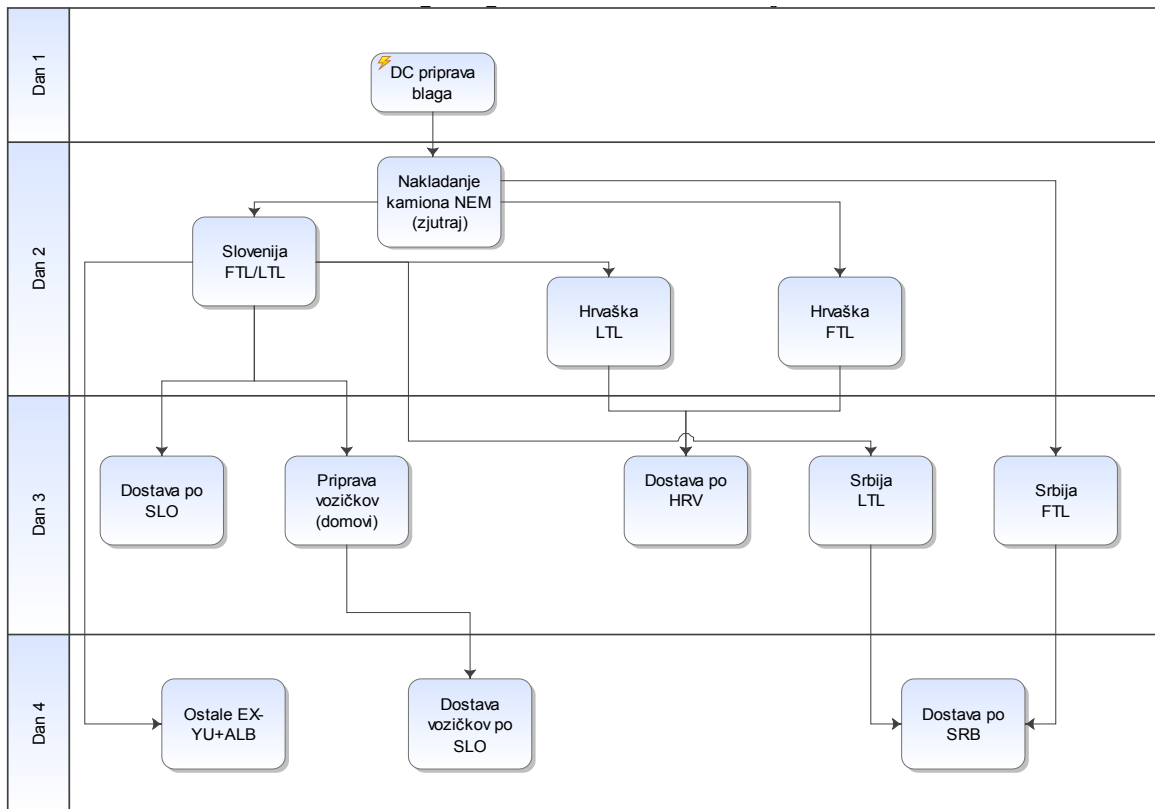 Dan 1
DC priprava
blaga
Dan 2
Nakladanje
kamiona NEM
(zjutraj)
Slovenija
FTL/LTL
Hrvaška
LTL
Hrvaška
FTL
Dan 3
Dostava po
SLO
Priprava
vozičkov
(domovi)
Dostava po
HRV
Srbija
LTL
Srbija
FTL
Dan 4
Ostale EX-
YU+ALB
Dostava
vozičkov po
SLO
Dostava po
SRB